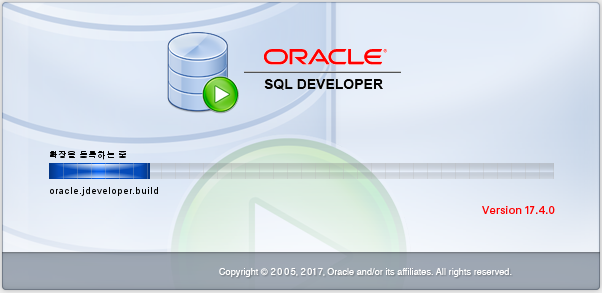 ORACLE®
SQL DEVELOPER
확장을 등록하는 중
oracle.jdeveloper.build
Version 17.4.0
Copyright © 2005, 2017, Oracle and/or its affiliates. All rights reserved.